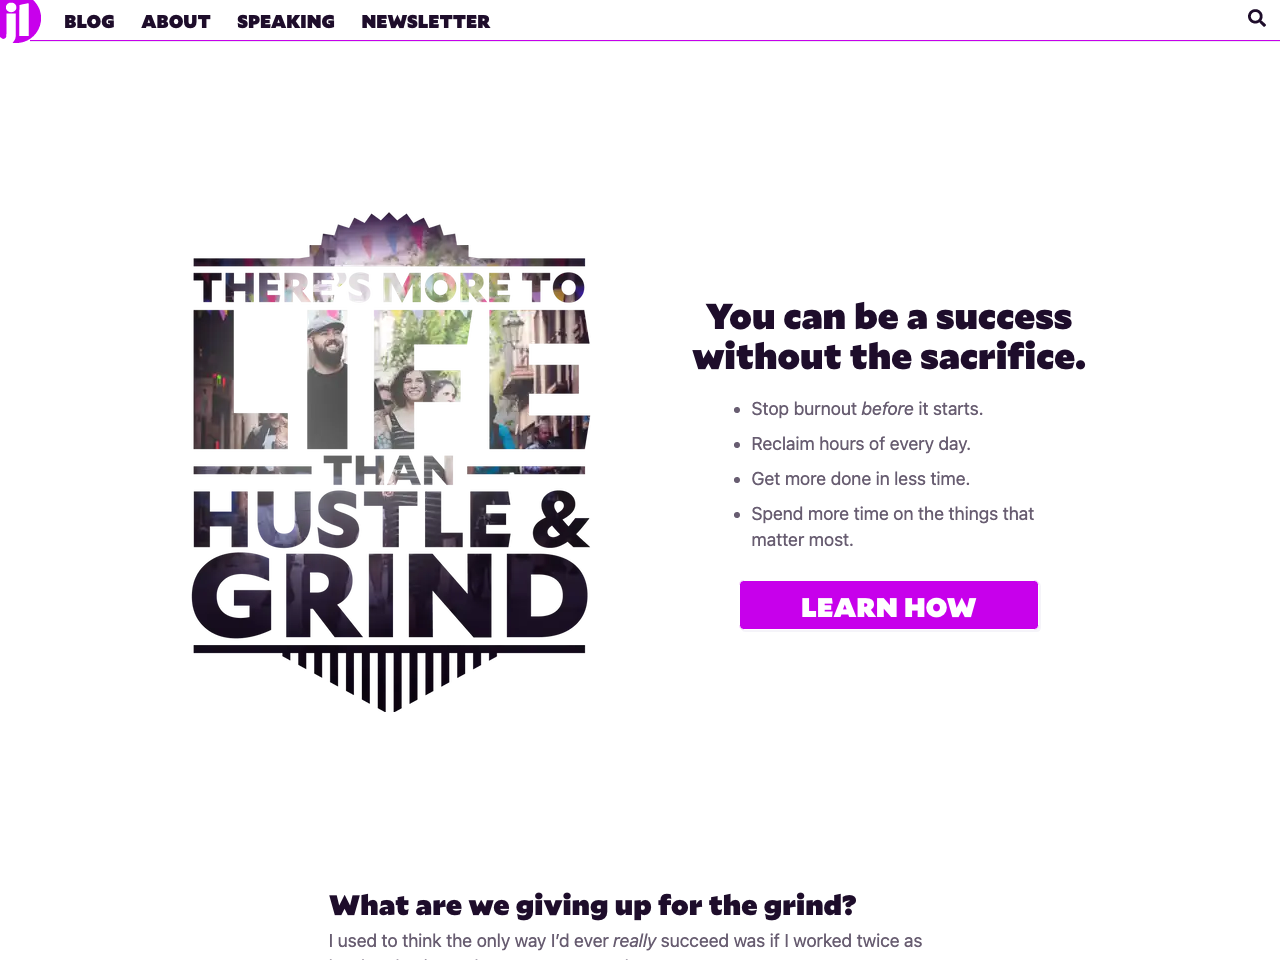 jl
BLOG
ABOUT
SPEAKING
NEWSLETTER
THERE'S MORE TO
LIFE
THAN
HUSTLE &
GRIND
You can be a success
without the sacrifice.
Stop burnout before it starts.
Reclaim hours of every day.
Get more done in less time.
Spend more time on the things that
matter most.
LEARN HOW
What are we giving up for the grind?
I used to think the only way I’d ever really succeed was if I worked twice as